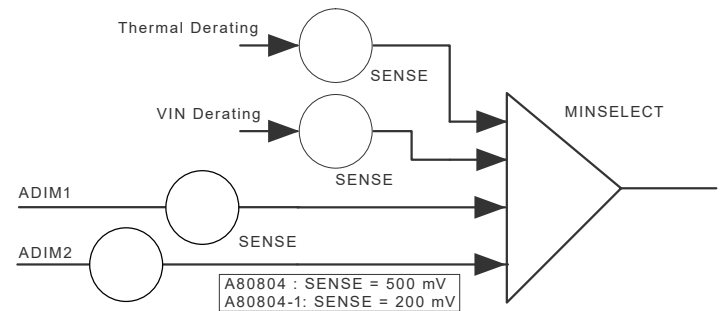 Thermal Derating
SENSE
VIN Derating
MINSELECT
SENSE
ADIM1
SENSE
ADIM2
A80804 : SENSE = 500 mV
A80804-1: SENSE = 200 mV